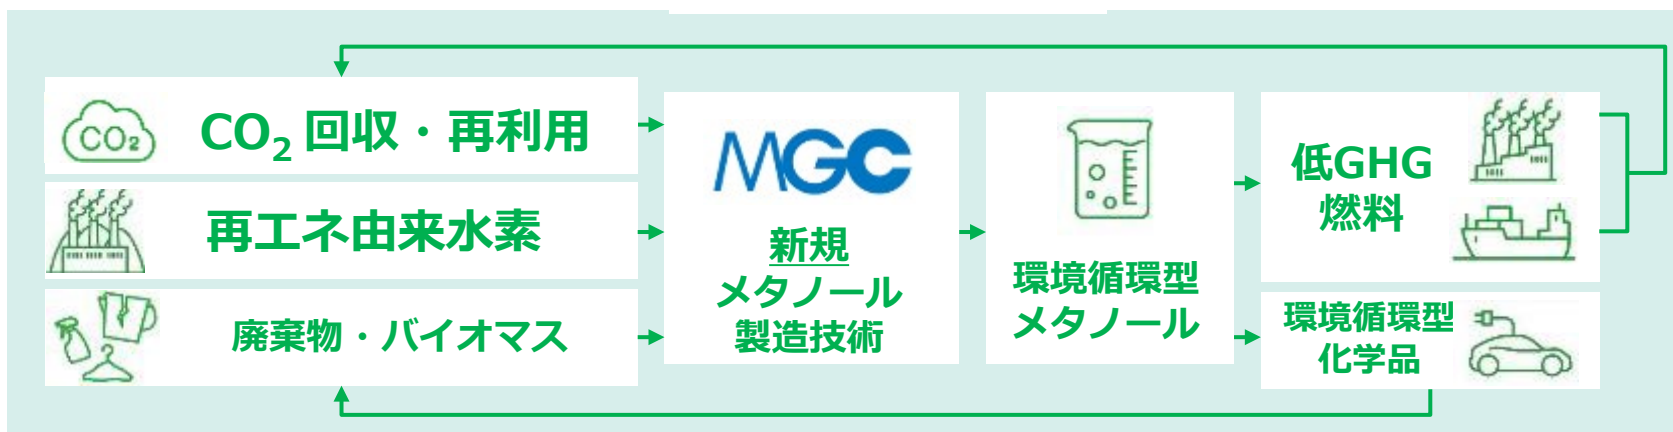 CO₂
CO₂ 回収・再利用
再エネ由来水素
廃棄物・バイオマス
MGC
新規
メタノール
製造技術
環境循環型
メタノール
低GHG
燃料
環境循環型
化学品